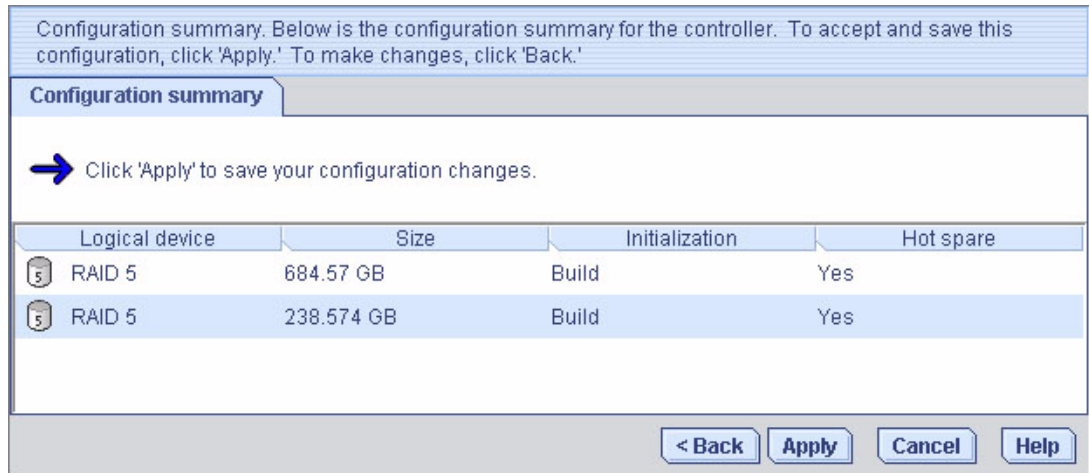 Configuration summary. Below is the configuration summary for the controller. To accept and save this
configuration, click 'Apply.' To make changes, click 'Back.'
Configuration summary
Click 'Apply' to save your configuration changes.
Logical device Size Initialization Hot spare
5 RAID 5 684.57 GB Build Yes
5 RAID 5 238.574 GB Build Yes
< Back Apply Cancel Help